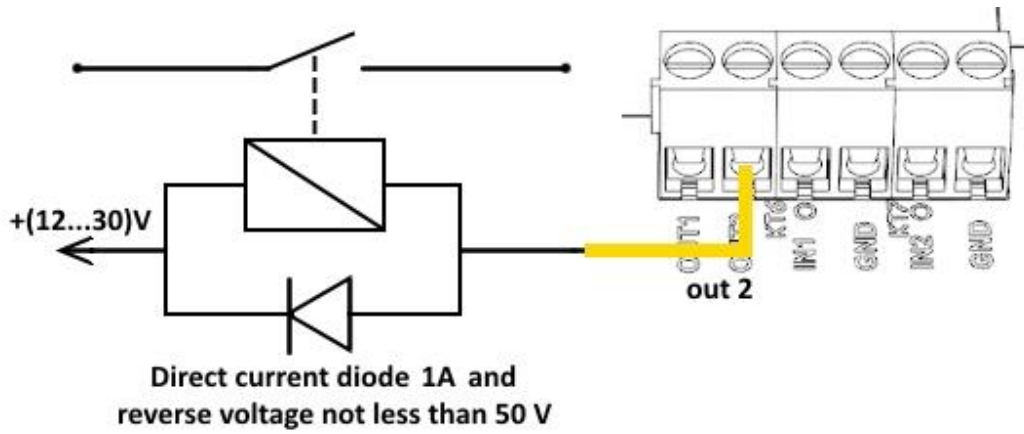 +(12...30)V
OUT1
KT6
IN1
GND
KT7
IN2
GND
out 2
Direct current diode 1A and
reverse voltage not less than 50 V